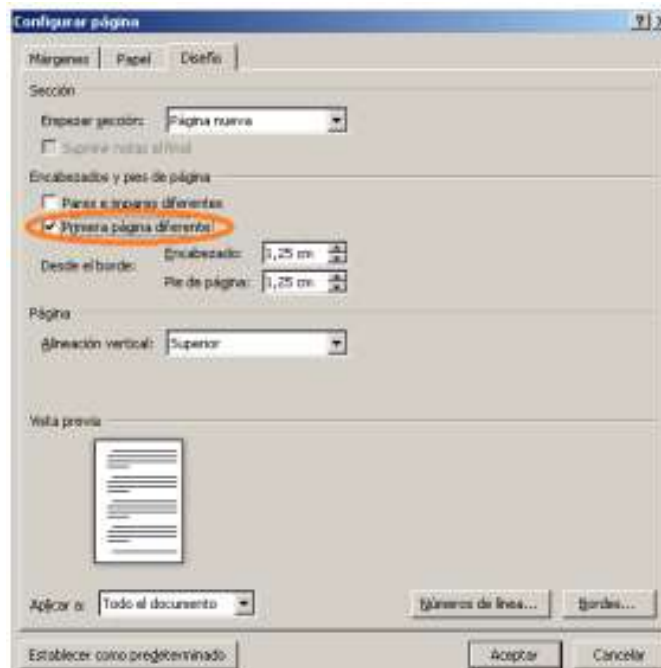 Configurar página
Márgenes Papel Diseño
Sección
Empezar sección: Página nueva
Suprimir notas al final
Encabezados y pies de página
Pares e impares diferentes
Primera página diferente
Encabezado: 1,25 cm
Desde el borde:
Pie de página: 1,25 cm
Página
Alineación vertical: Superior
Vista previa
Aplicar a: Todo el documento
Números de línea... Bordes...
Establecer como predeterminado Aceptar Cancelar